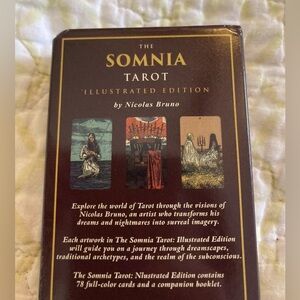 THE
SOMNIA
TAROT
ILLUSTRATED EDITION
by Nicolas Bruno
Explore the world of Tarot through the visions of
Nicolas Bruno, an artist who transforms his
dreams and nightmares into surreal imagery.
Each artwork in The Somnia Tarot: Illustrated Edition
will guide you on a journey through dreamscapes,
traditional archetypes, and the realm of the subconscious.
The Somnia Tarot: Illustrated Edition contains
78 full-color cards and a companion booklet.